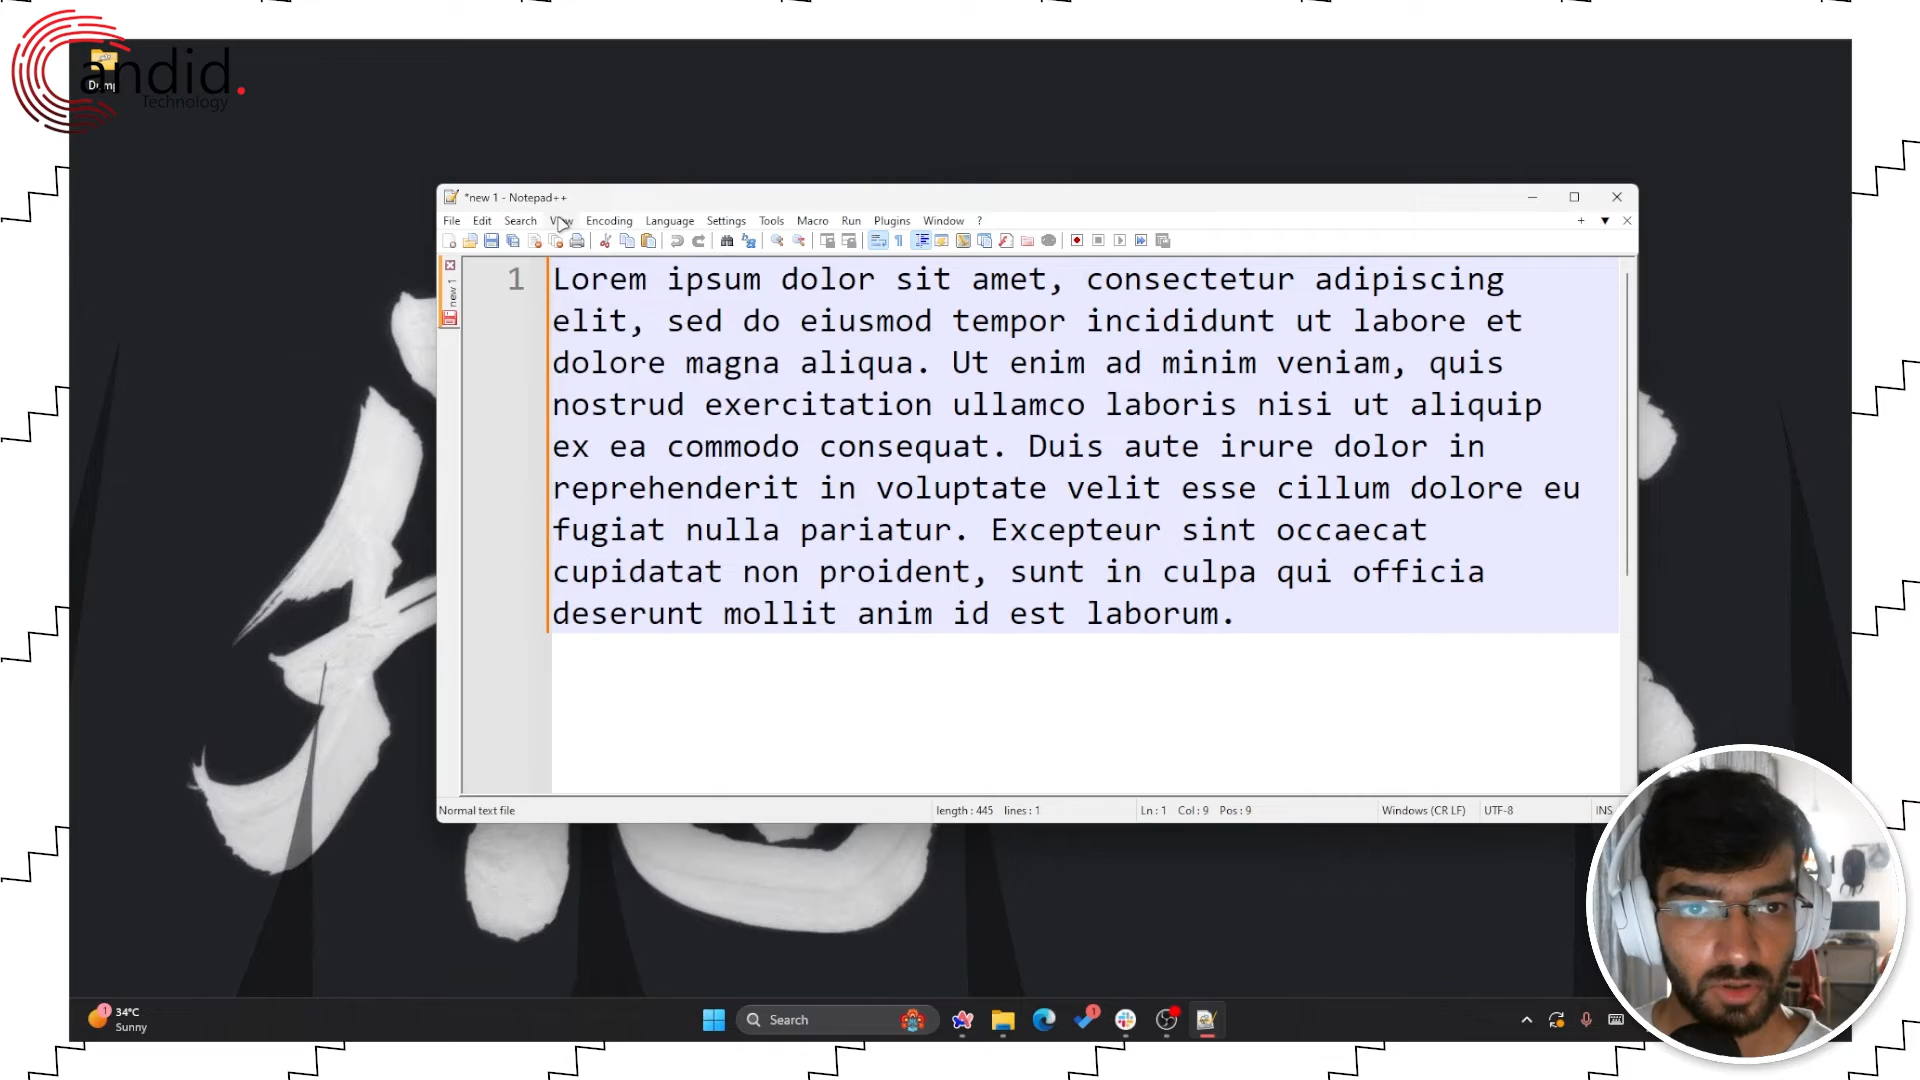 andid.
Technology
*new 1 - Notepad++
File Edit Search View Encoding Language Settings Tools Macro Run Plugins Window ?
new 1
1
Lorem ipsum dolor sit amet, consectetur adipiscing
elit, sed do eiusmod tempor incididunt ut labore et
dolore magna aliqua. Ut enim ad minim veniam, quis
nostrud exercitation ullamco laboris nisi ut aliquip
ex ea commodo consequat. Duis aute irure dolor in
reprehenderit in voluptate velit esse cillum dolore eu
fugiat nulla pariatur. Excepteur sint occaecat
cupidatat non proident, sunt in culpa qui officia
deserunt mollit anim id est laborum.
Normal text file length : 445 lines : 1 Ln : 1 Col : 9 Pos : 9 Windows (CR LF) UTF-8 INS
1 34°C
Sunny
Search
1